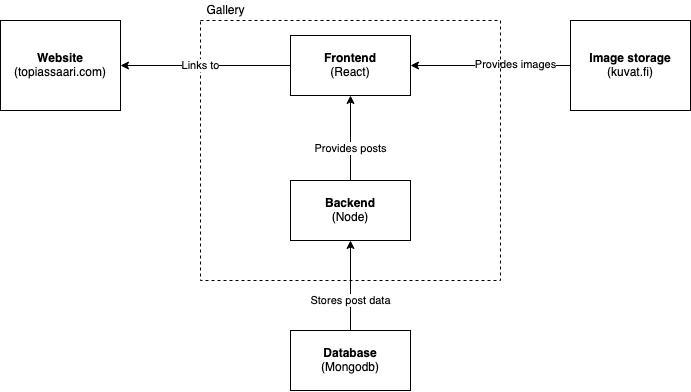 Gallery
Website
(topiassaari.com)
Links to
Frontend
(React)
Provides images
Image storage
(kuvat.fi)
Provides posts
Backend
(Node)
Stores post data
Database
(Mongodb)